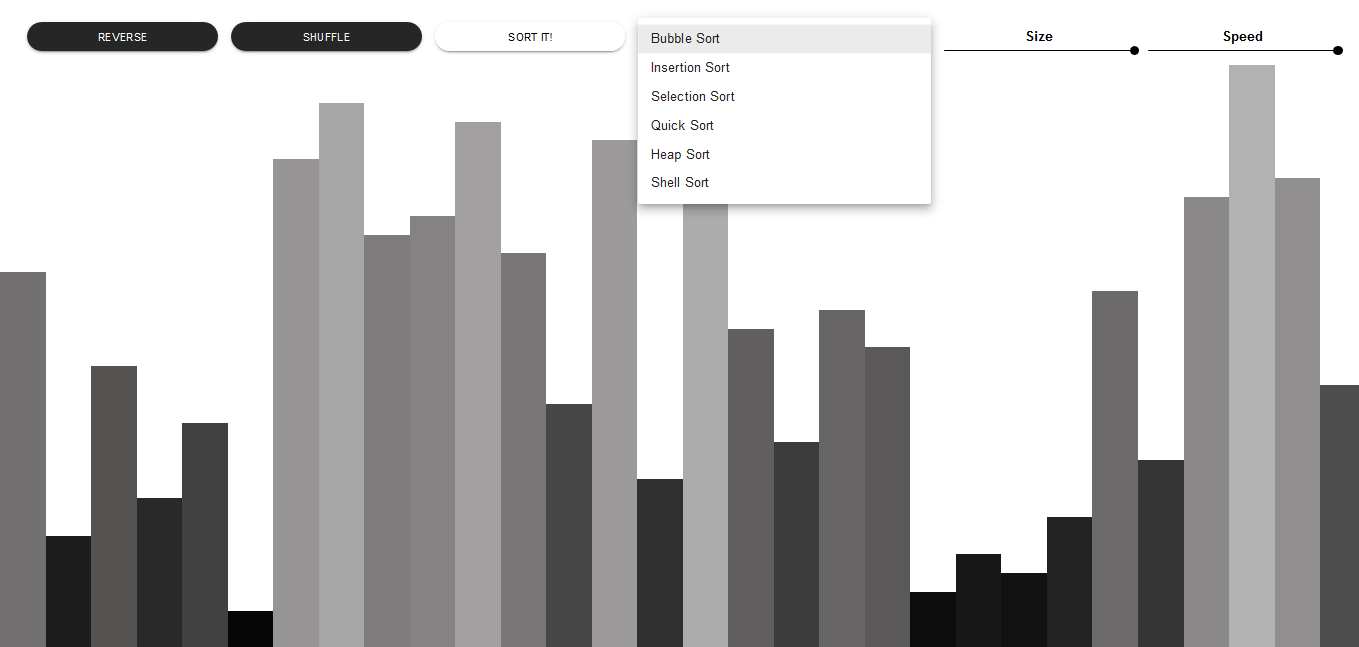 REVERSE
SHUFFLE
SORT IT!
Bubble Sort
Insertion Sort
Selection Sort
Quick Sort
Heap Sort
Shell Sort
Size
Speed